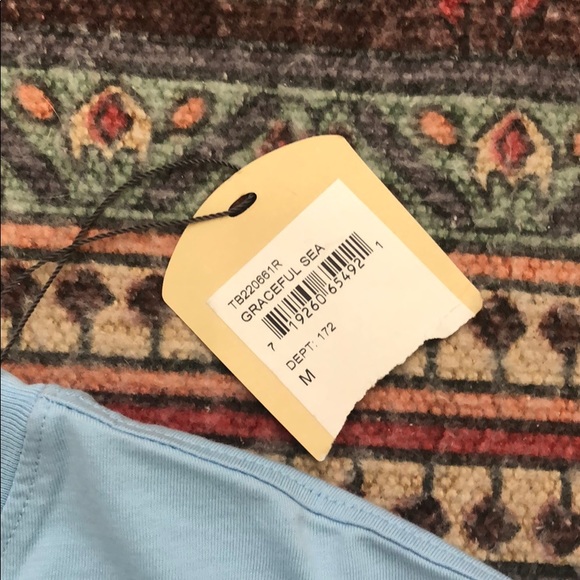 TB220661R
GRACEFUL SEA
7 19260 65492 1
DEPT: 172
M